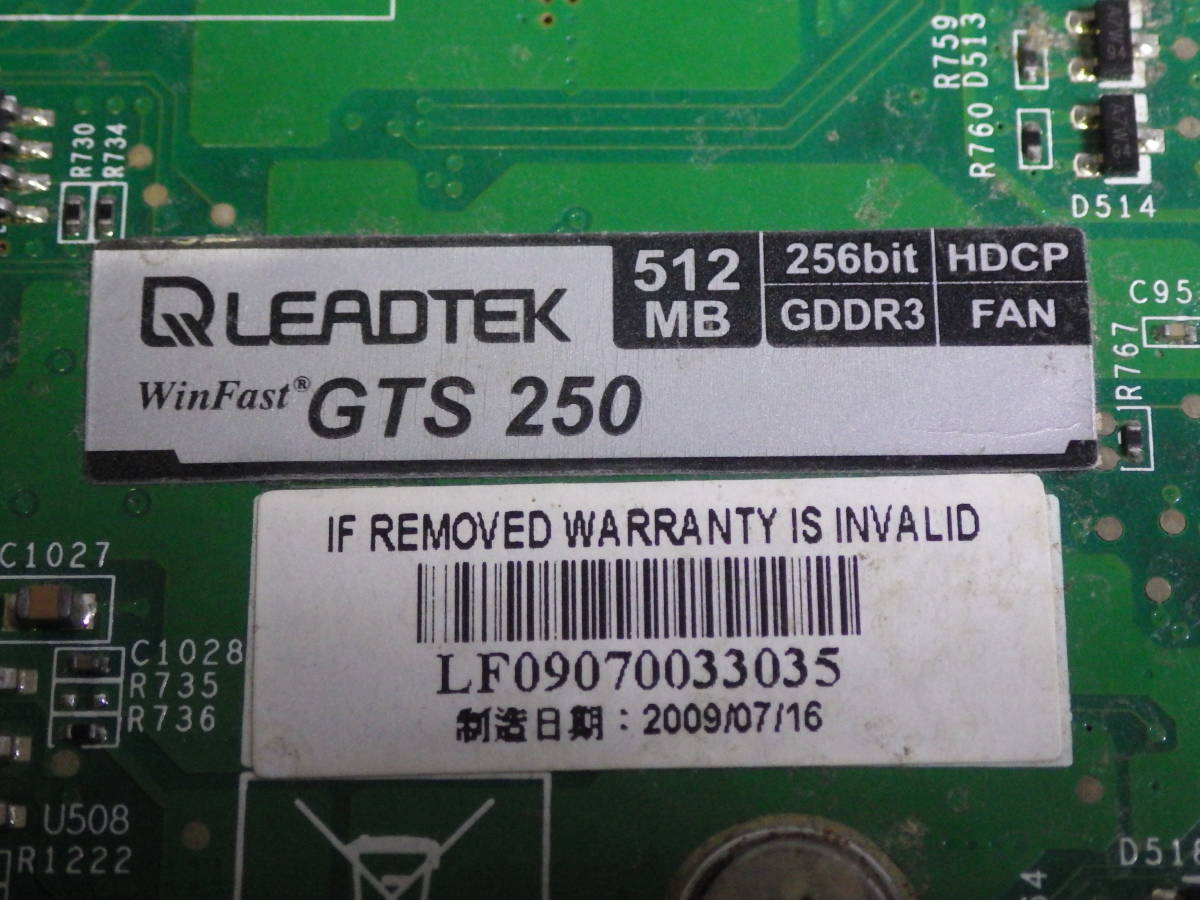 R759
D513
R760
D514
R730
R734
LEADTEK
512
MB
256bit
HDCP
GDDR3
FAN
WinFast® GTS 250
C95
R767
IF REMOVED WARRANTY IS INVALID
LF09070033035
制造日期：2009/07/16
C1027
C1028
R735
R736
U508
R1222
D518